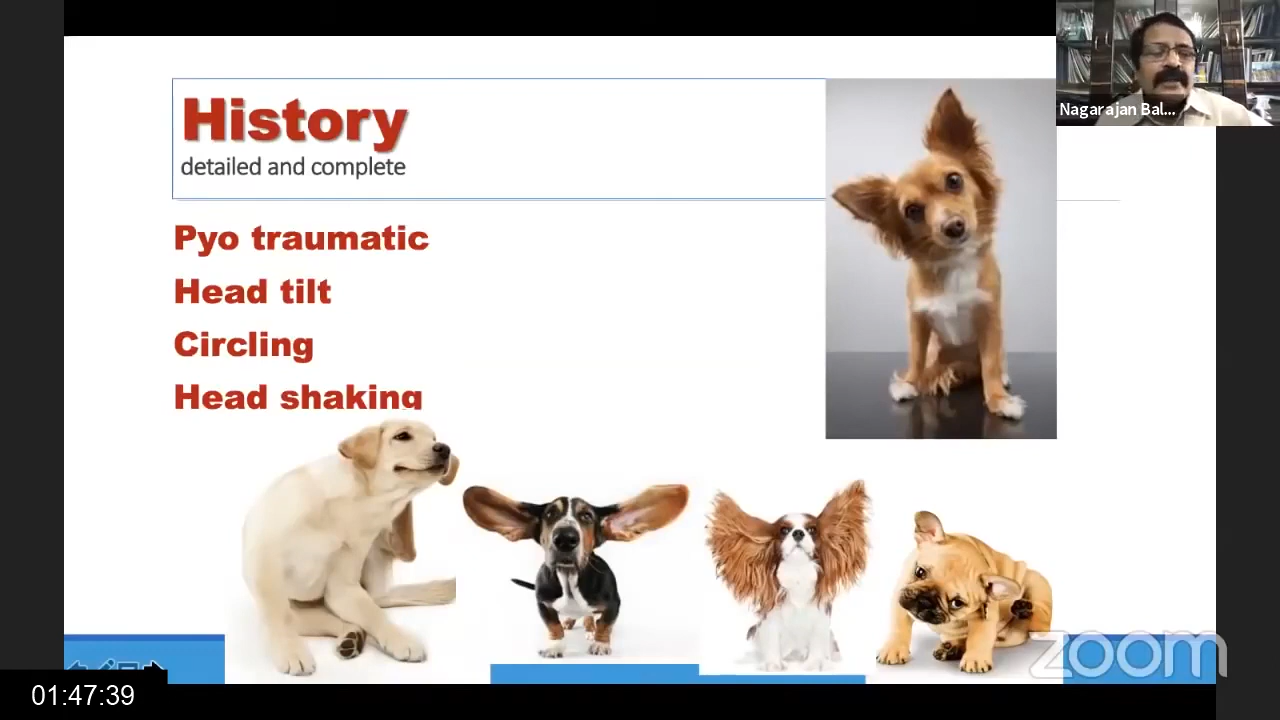 History
detailed and complete
Nagarajan Bal...
Pyo traumatic
Head tilt
Circling
Head shaking
zoom
01:47:39